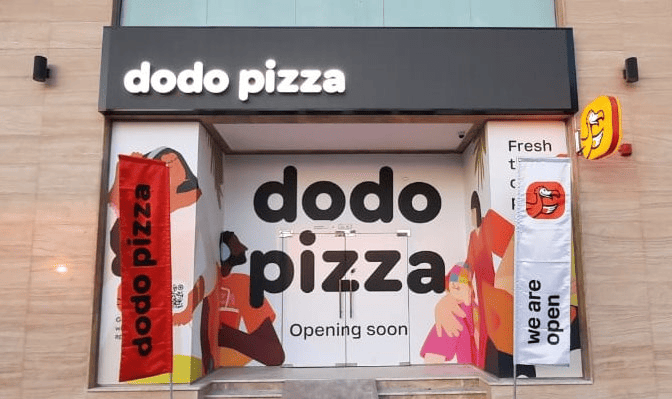 dodo pizza
dodo
pizza
Opening soon
dodo pizza
Fresh
we are
open